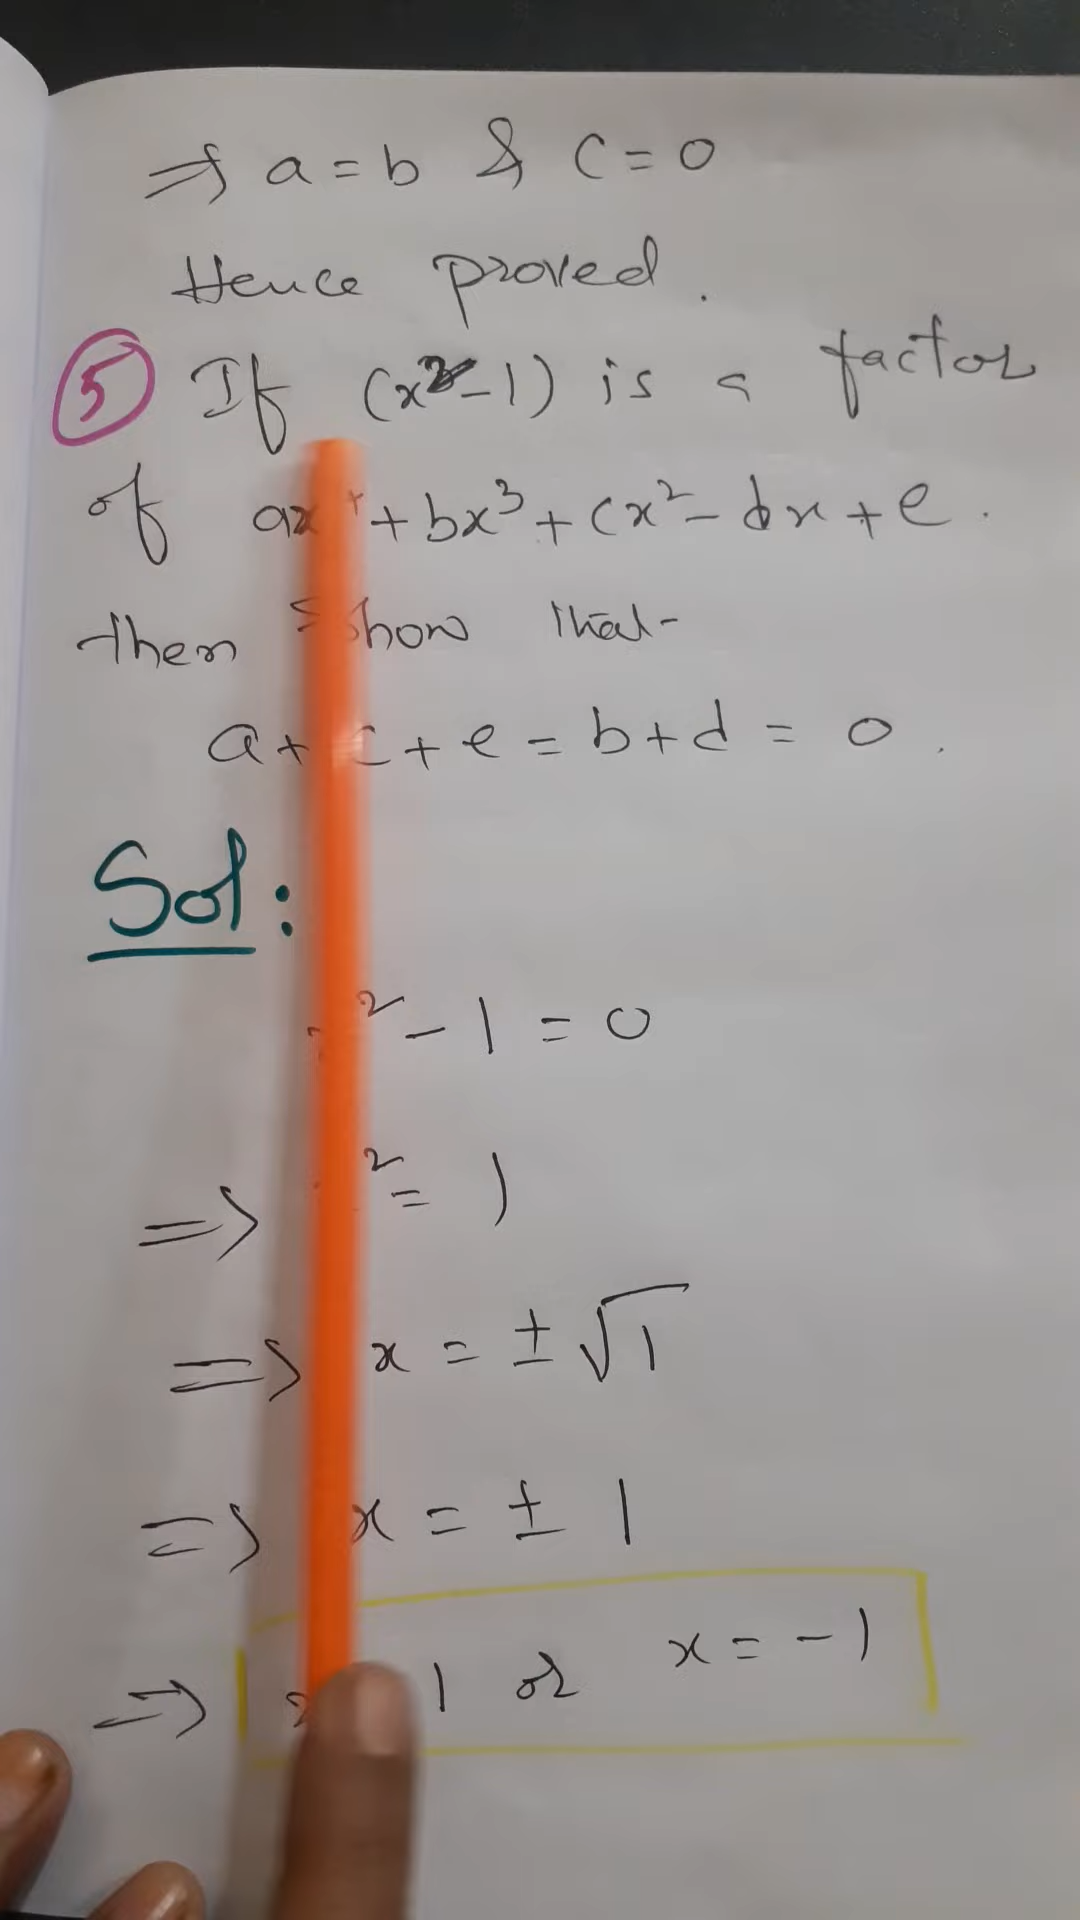 ⇒ a = b & c = 0
Hence proved.
⑤ If (x²-1) is a factor
of ax⁴ + bx³ + cx² - dx + e.
then show that
a + c + e = b + d = 0.
Sol:
² - 1 = 0
⇒ ² = 1
⇒ x = ± √1
⇒ x = ± 1
⇒ 1 or x = -1